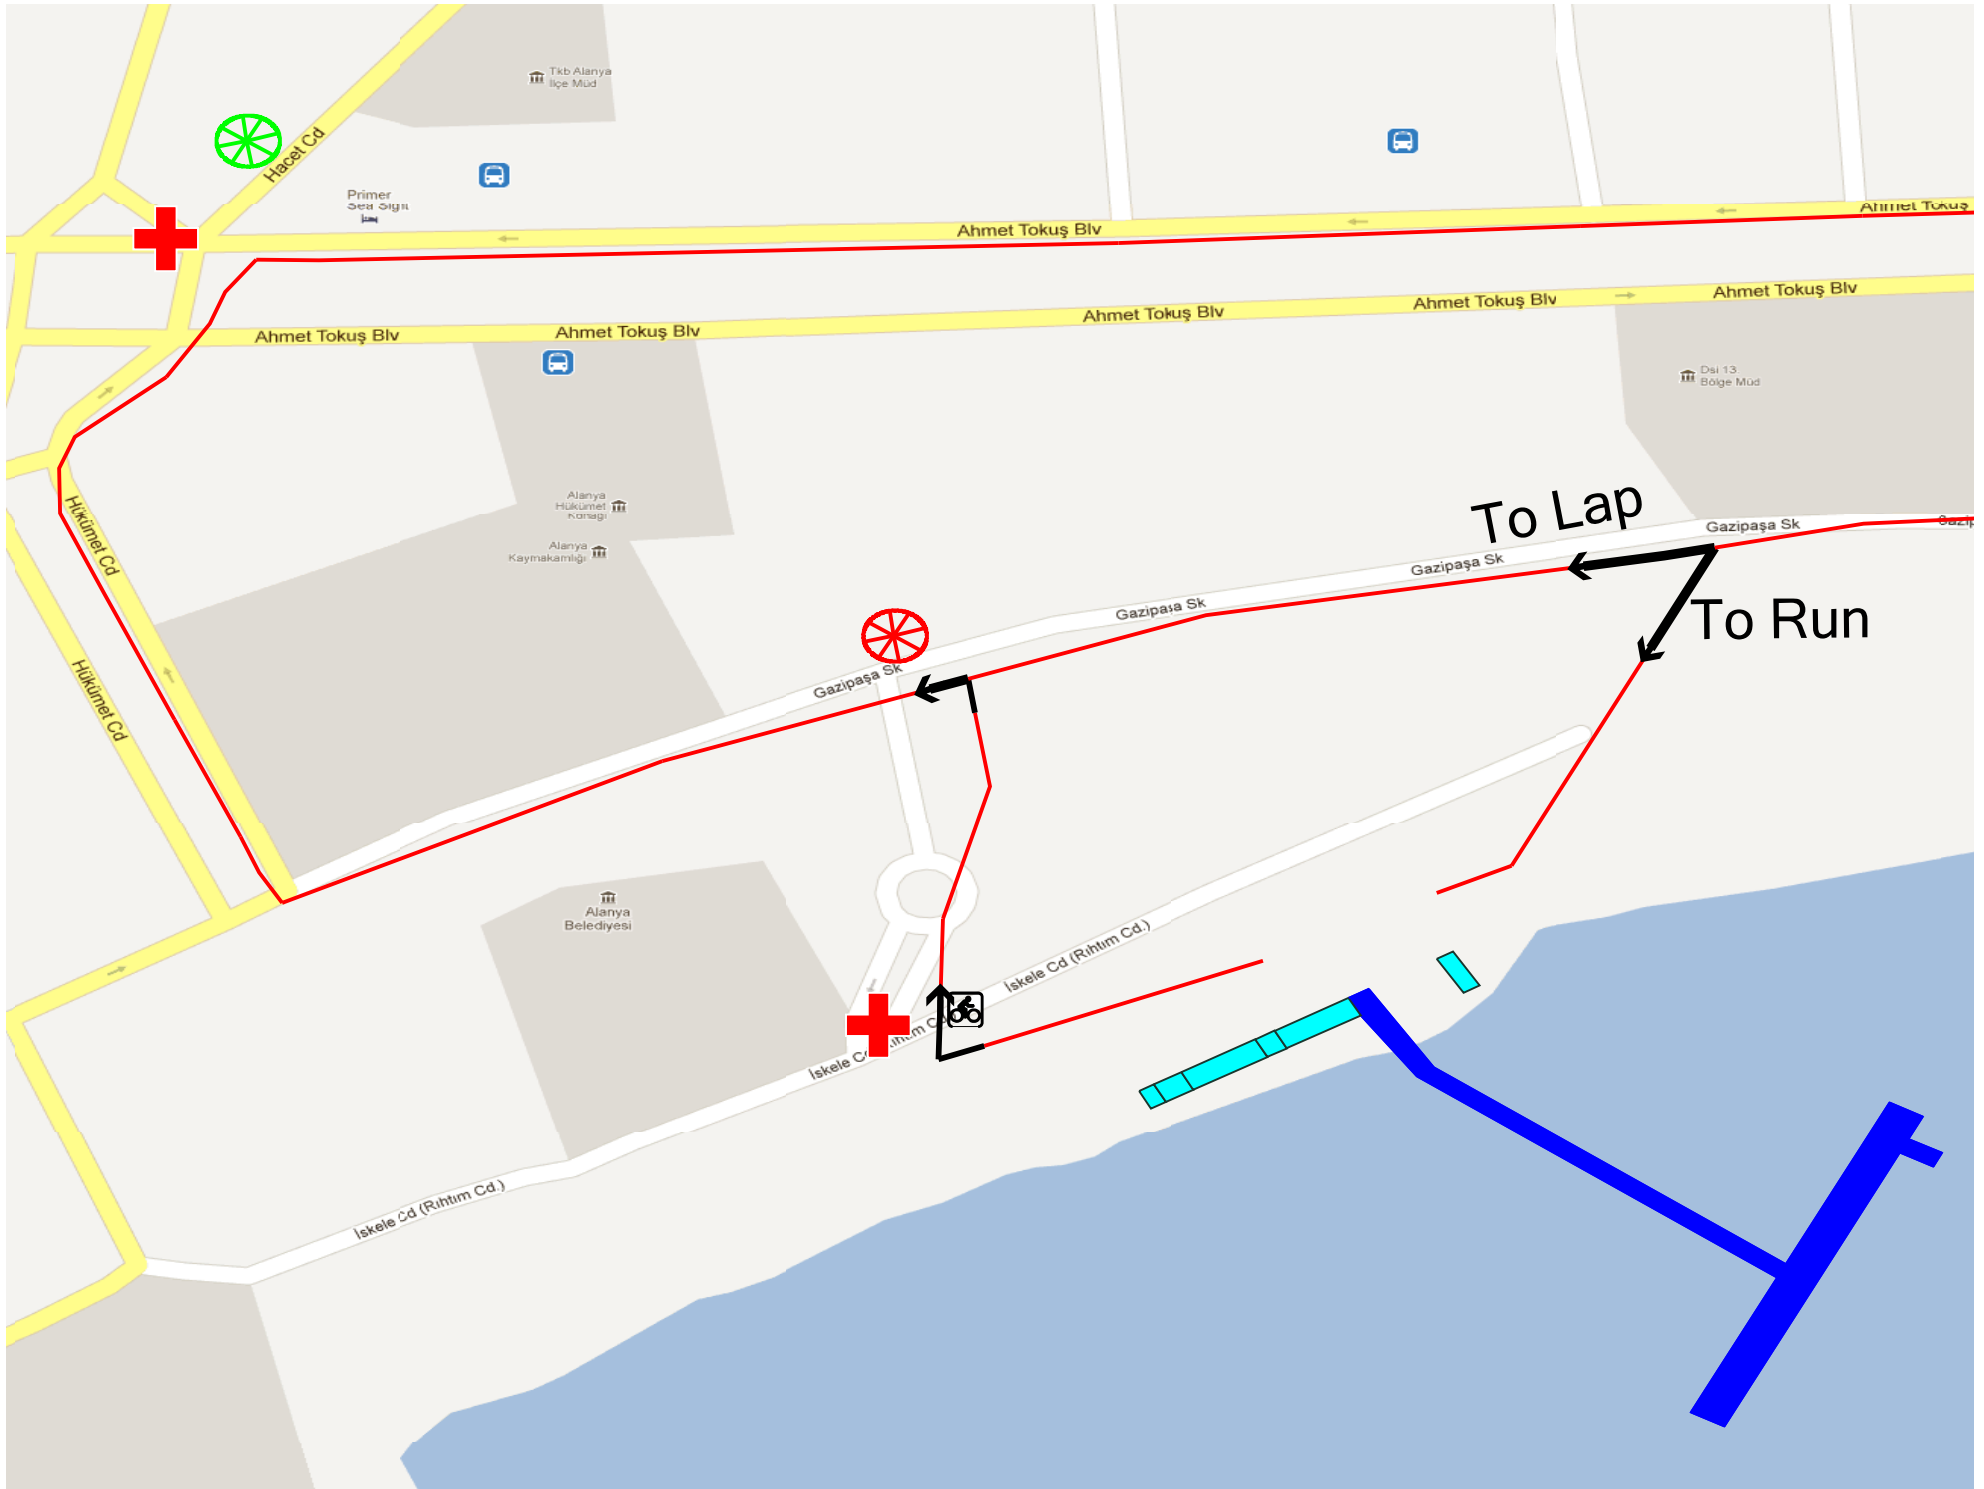 Tkb Alanya
İlçe Müd
Hacet Cd
Primer
Sea Sight
Ahmet Tokuş Blv
Ahmet Tokuş
Ahmet Tokuş Blv
Ahmet Tokuş Blv
Ahmet Tokuş Blv
Ahmet Tokuş Blv
Ahmet Tokuş Blv
Dsi 13
Bölge Müd
Alanya
Hükümet
Konağı
Alanya
Kaymakamlığı
Hükümet Cd
Hükümet Cd
To Lap
Gazipaşa Sk
Gazipaşa Sk
Gazipaşa Sk
Gazipaşa Sk
To Run
Alanya
Belediyesi
İskele Cd (Rıhtım Cd.)
İskele Cd (Rıhtım Cd.)